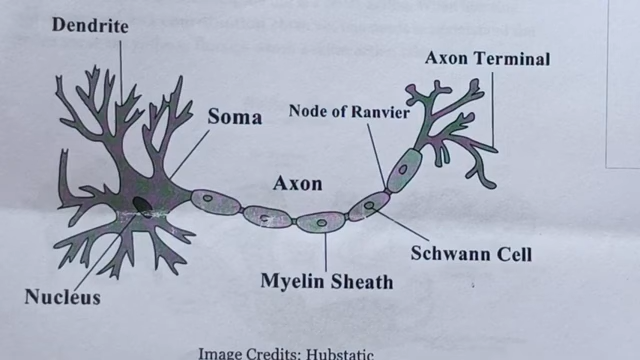 Dendrite
Axon Terminal
Soma
Node of Ranvier
Axon
Schwann Cell
Myelin Sheath
Nucleus
Image Credits: Hubstatic